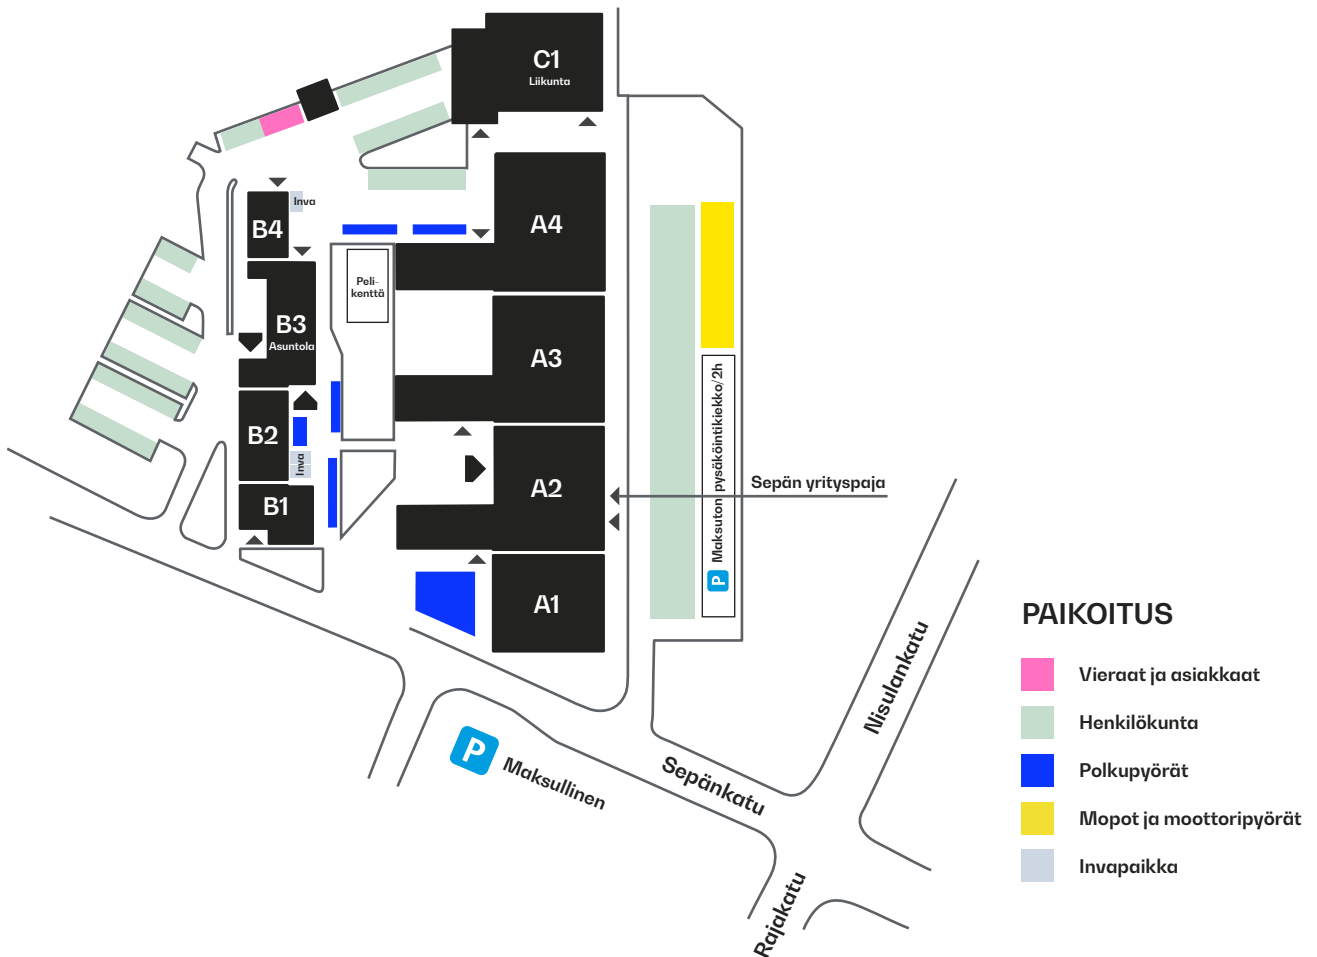 C1
Liikunta
Inva
B4
A4
Peli-
kenttä
B3
Asuntola
A3
Maksuton pysäköintikiekko/2h
P
B2
Inva
A2
Sepän yrityspaja
B1
A1
PAIKOITUS
Vieraat ja asiakkaat
Henkilökunta
Polkupyörät
Mopot ja moottoripyörät
Invapaikka
Nisulankatu
P
Maksullinen
Sepänkatu
Rajakatu